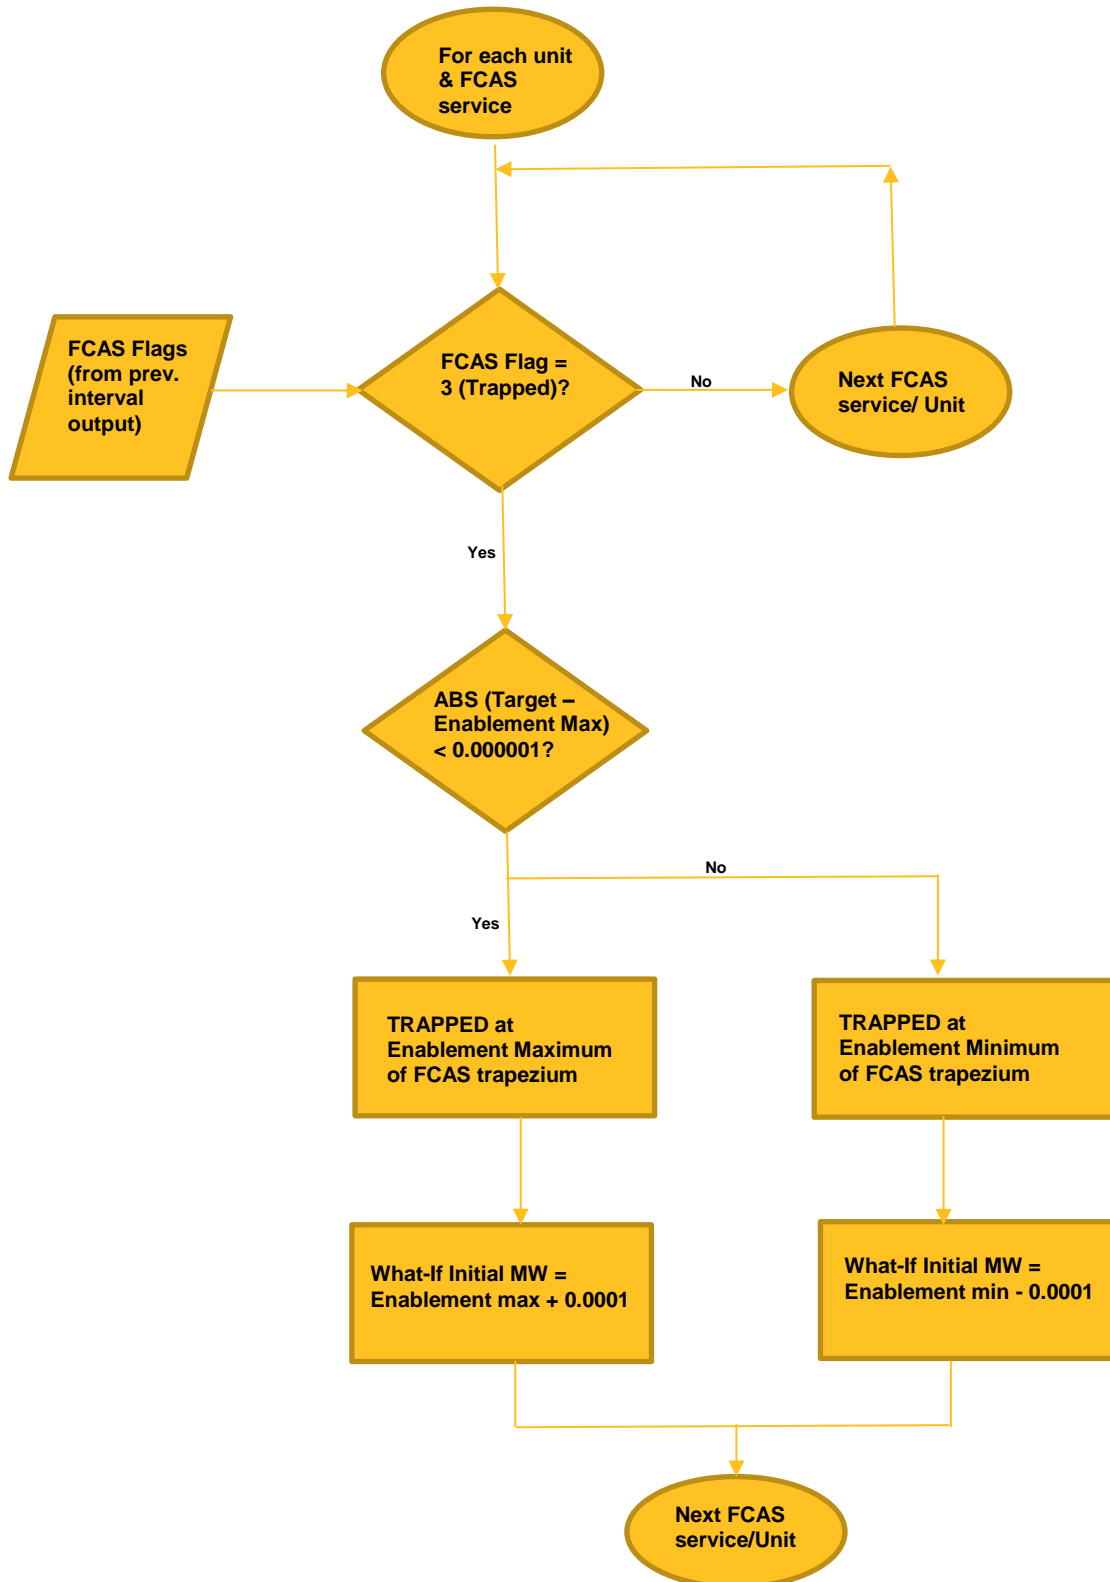 For each unit
& FCAS
service
FCAS Flags
(from prev.
interval
output)
FCAS Flag =
3 (Trapped)?
No
Next FCAS
service/ Unit
Yes
ABS (Target –
Enablement Max)
< 0.000001?
No
Yes
TRAPPED at
Enablement Maximum
of FCAS trapezium
TRAPPED at
Enablement Minimum
of FCAS trapezium
What-If Initial MW =
Enablement max + 0.0001
What-If Initial MW =
Enablement min - 0.0001
Next FCAS
service/Unit